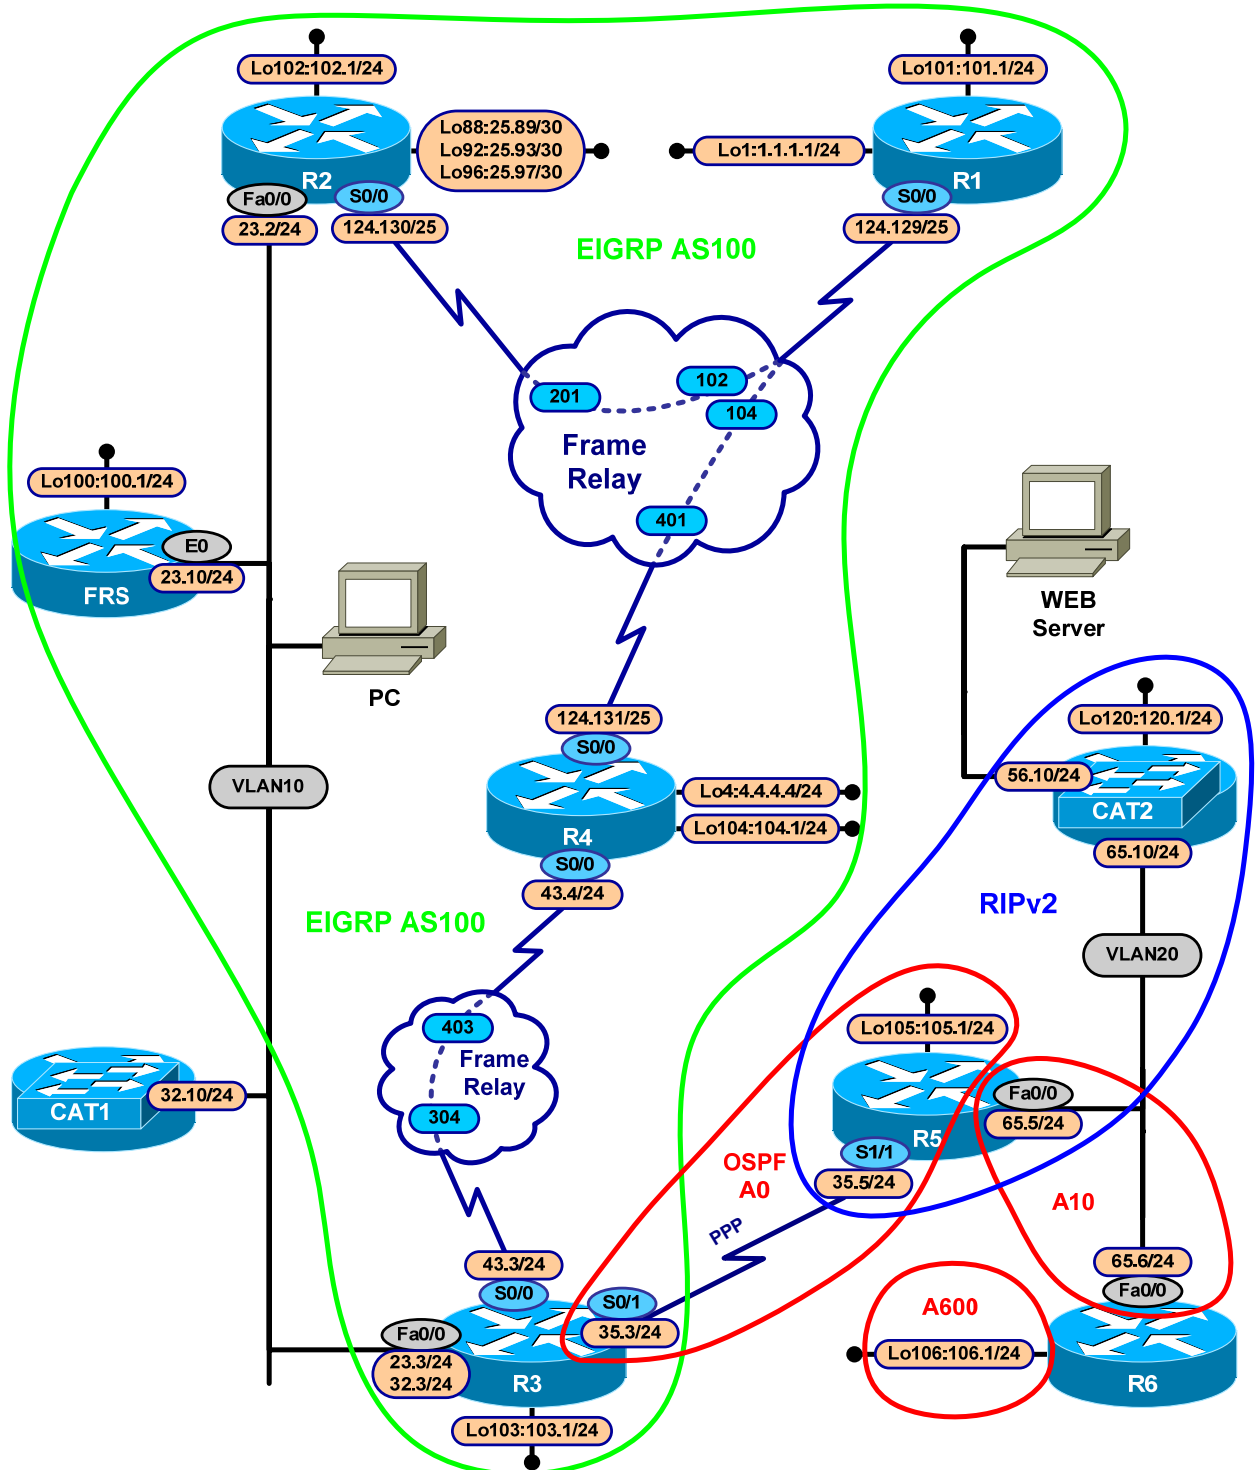 Lo102:102.1/24
Lo101:101.1/24
Lo88:25.89/30
Lo92:25.93/30
Lo96:25.97/30
Lo1:1.1.1.1/24
R2
R1
Fa0/0
S0/0
S0/0
23.2/24
124.130/25
124.129/25
EIGRP AS100
102
201
104
Frame
Relay
Lo100:100.1/24
401
E0
23.10/24
FRS
WEB
Server
PC
124.131/25
Lo120:120.1/24
S0/0
VLAN10
56.10/24
Lo4:4.4.4.4/24
CAT2
Lo104:104.1/24
R4
S0/0
65.10/24
43.4/24
RIPv2
EIGRP AS100
VLAN20
403
Lo105:105.1/24
Frame
Relay
32.10/24
CAT1
304
Fa0/0
65.5/24
R5
S1/1
OSPF
A0
35.5/24
A10
PPP
43.3/24
65.6/24
S0/0
S0/1
Fa0/0
A600
Fa0/0
35.3/24
23.3/24
32.3/24
Lo106:106.1/24
R3
R6
Lo103:103.1/24